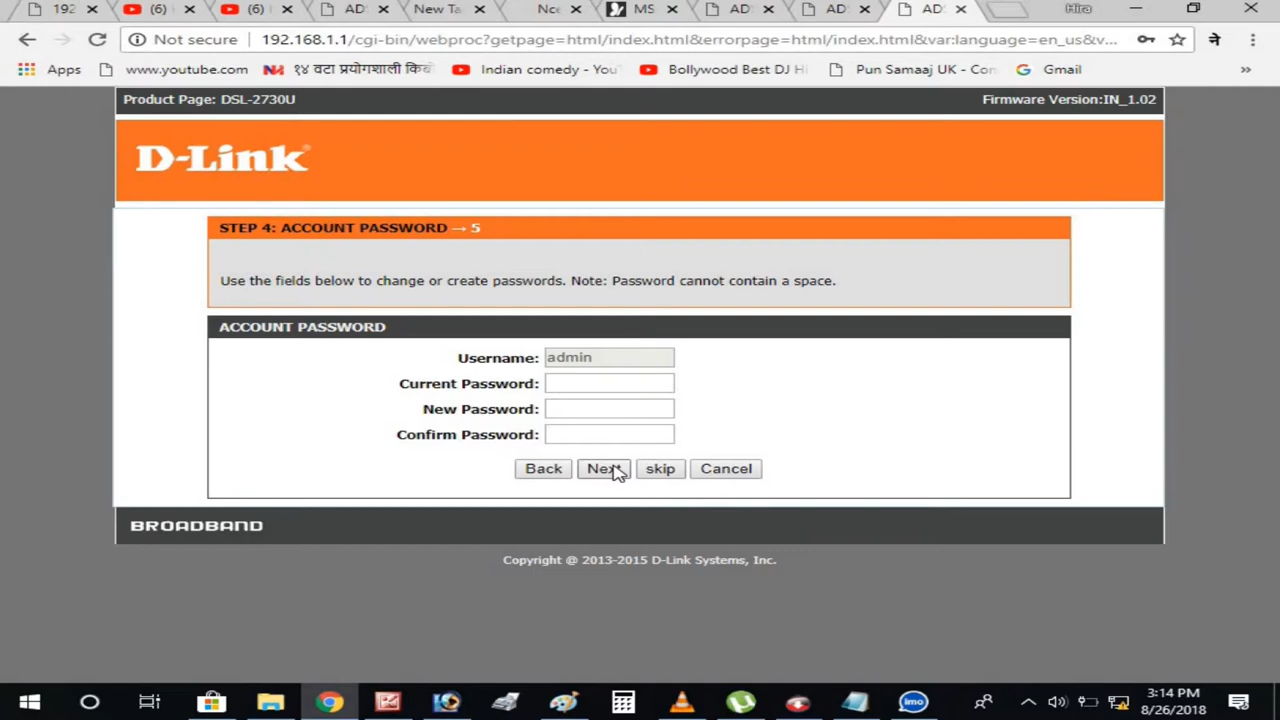 192 (6) (6) AD New Ta Nce MS AD AD AD Hira
Not secure 192.168.1.1/cgi-bin/webproc?getpage=html/index.html&errorpage=html/index.html&var:language=en_us&v...
Apps www.youtube.com १४ वटा प्रयोगशाली किबो Indian comedy - You Bollywood Best DJ Hi Pun Samaaj UK - Con Gmail »
Product Page: DSL-2730U Firmware Version:IN_1.02
D-Link
STEP 4: ACCOUNT PASSWORD → 5
Use the fields below to change or create passwords. Note: Password cannot contain a space.
ACCOUNT PASSWORD
Username: admin
Current Password:
New Password:
Confirm Password:
Back Next skip Cancel
BROADBAND
Copyright @ 2013-2015 D-Link Systems, Inc.
imo 3:14 PM
8/26/2018